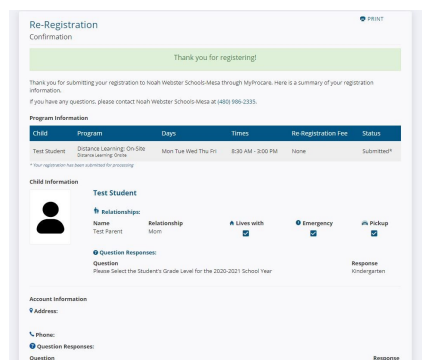 Re-Registration
PRINT
Confirmation
Thank you for registering!
Thank you for submitting your registration to Noah Webster Schools-Mesa through MyProcare. Here is a summary of your registration
information.
If you have any questions, please contact Noah Webster Schools-Mesa at (480) 986-2335.
Program Information
Child Program Days Times Re-Registration Fee Status
Test Student Distance Learning: On-Site Mon Tue Wed Thu Fri 8:30 AM - 3:00 PM None Submitted*
Distance Learning: Onsite
* Your registration has been submitted for processing
Child Information
Test Student
Relationships:
Name Relationship Lives with Emergency Pickup
Test Parent Mom
Question Responses:
Question Response
Please Select the Student's Grade Level for the 2020-2021 School Year Kindergarten
Account Information
Address:
Phone:
Question Responses:
Question Response